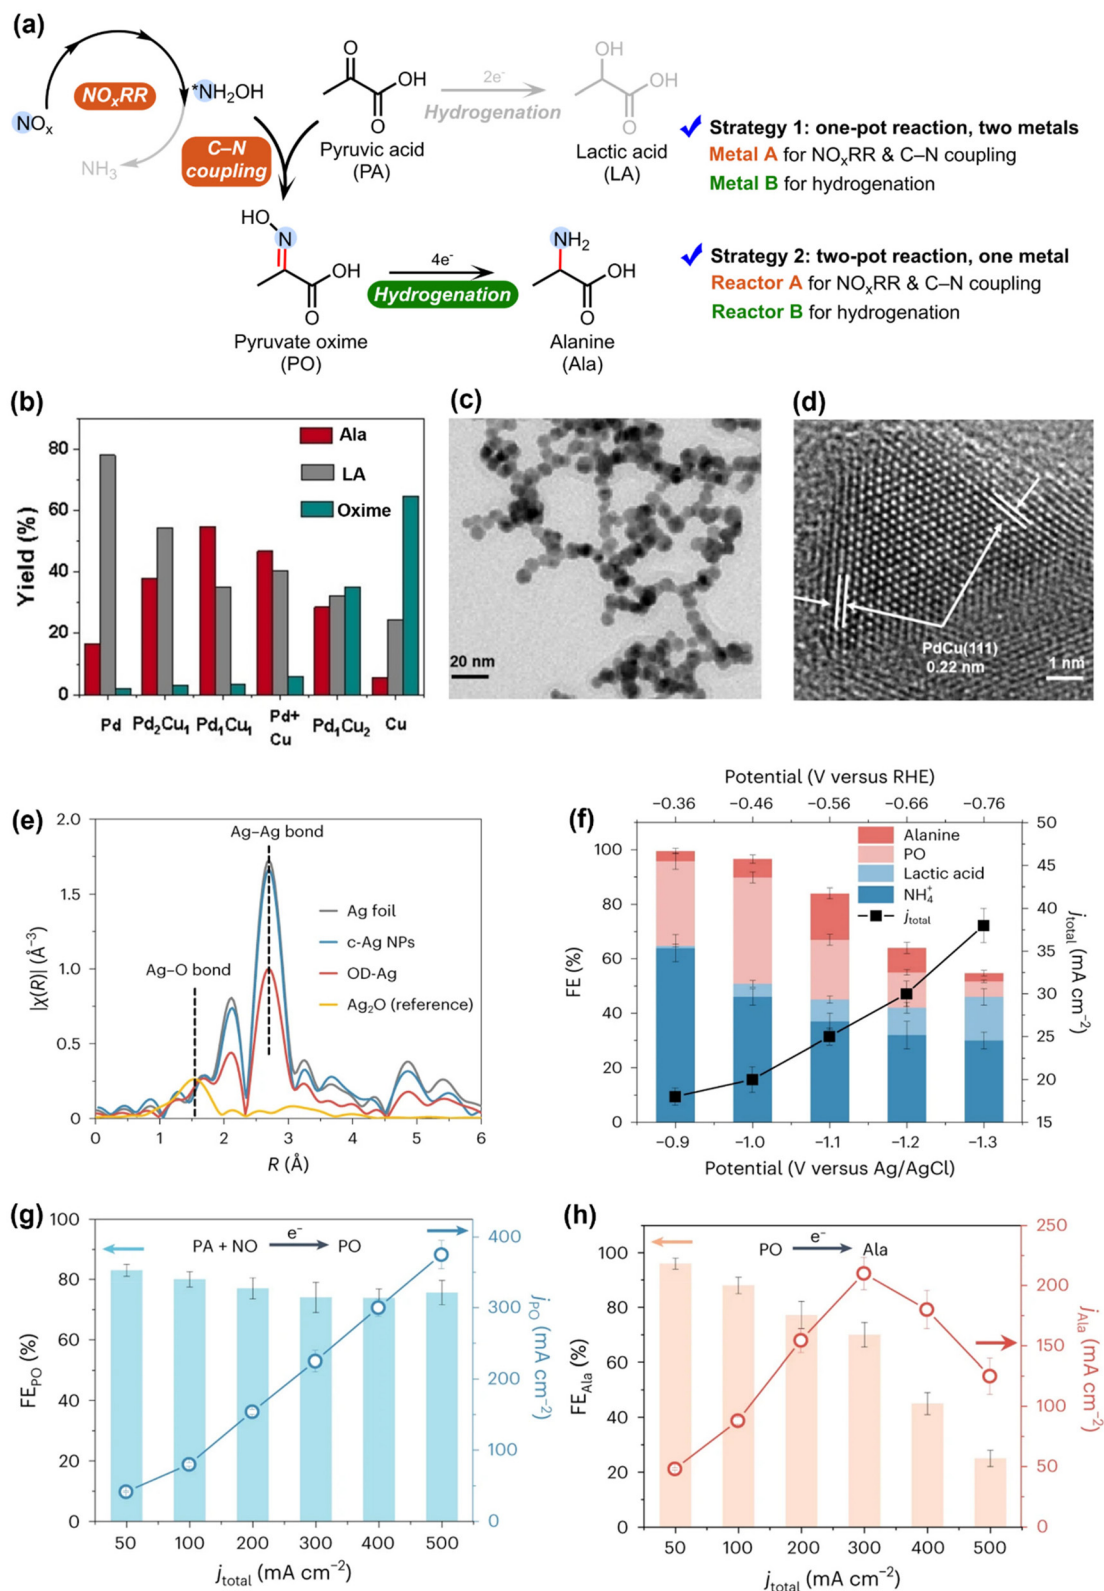 (a)
NOx
NOxRR
*NH2OH
NH3
C–N
coupling
O
OH
O
Pyruvic acid
(PA)
2e-
Hydrogenation
OH
OH
O
Lactic acid
(LA)
HO
N
OH
O
Pyruvate oxime
(PO)
4e-
Hydrogenation
NH2
OH
O
Alanine
(Ala)
✓ Strategy 1: one-pot reaction, two metals
Metal A for NOxRR & C–N coupling
Metal B for hydrogenation
✓ Strategy 2: two-pot reaction, one metal
Reactor A for NOxRR & C–N coupling
Reactor B for hydrogenation
(b)
Yield (%)
80
60
40
20
0
Ala
LA
Oxime
Pd
Pd2Cu1
Pd1Cu1
Pd+
Cu
Pd1Cu2
Cu
(c)
20 nm
(d)
PdCu(111)
0.22 nm
1 nm
(e)
|χ(R)| (Å−3)
2.0
1.5
1.0
0.5
0
Ag–Ag bond
Ag–O bond
Ag foil
c-Ag NPs
OD-Ag
Ag2O (reference)
0 1 2 3 4 5 6
R (Å)
(f)
Potential (V versus RHE)
−0.36 −0.46 −0.56 −0.66 −0.76
FE (%)
100
80
60
40
20
0
Alanine
PO
Lactic acid
NH4+
jtotal
50
45
40
35
30
25
20
15
jtotal (mA cm−2)
−0.9 −1.0 −1.1 −1.2 −1.3
Potential (V versus Ag/AgCl)
(g)
FEPO (%)
100
80
60
40
20
0
PA + NO e− PO
400
300
200
100
0
jPO (mA cm−2)
50 100 200 300 400 500
jtotal (mA cm−2)
(h)
FEAla (%)
100
80
60
40
20
0
PO e− Ala
250
200
150
100
50
0
jAla (mA cm−2)
50 100 200 300 400 500
jtotal (mA cm−2)